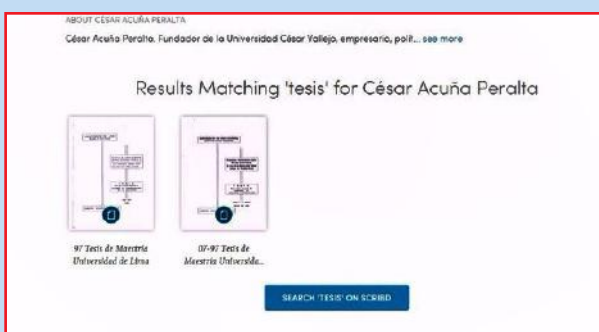 ABOUT CÉSAR ACUÑA PERALTA
César Acuña Peralta. Fundador de la Universidad César Vallejo, empresario, polít... see more
Results Matching 'tesis' for César Acuña Peralta
97 Tesis de Maestría
Universidad de Lima
07-97 Tesis de
Maestría Universida...
SEARCH 'TESIS' ON SCRIBD